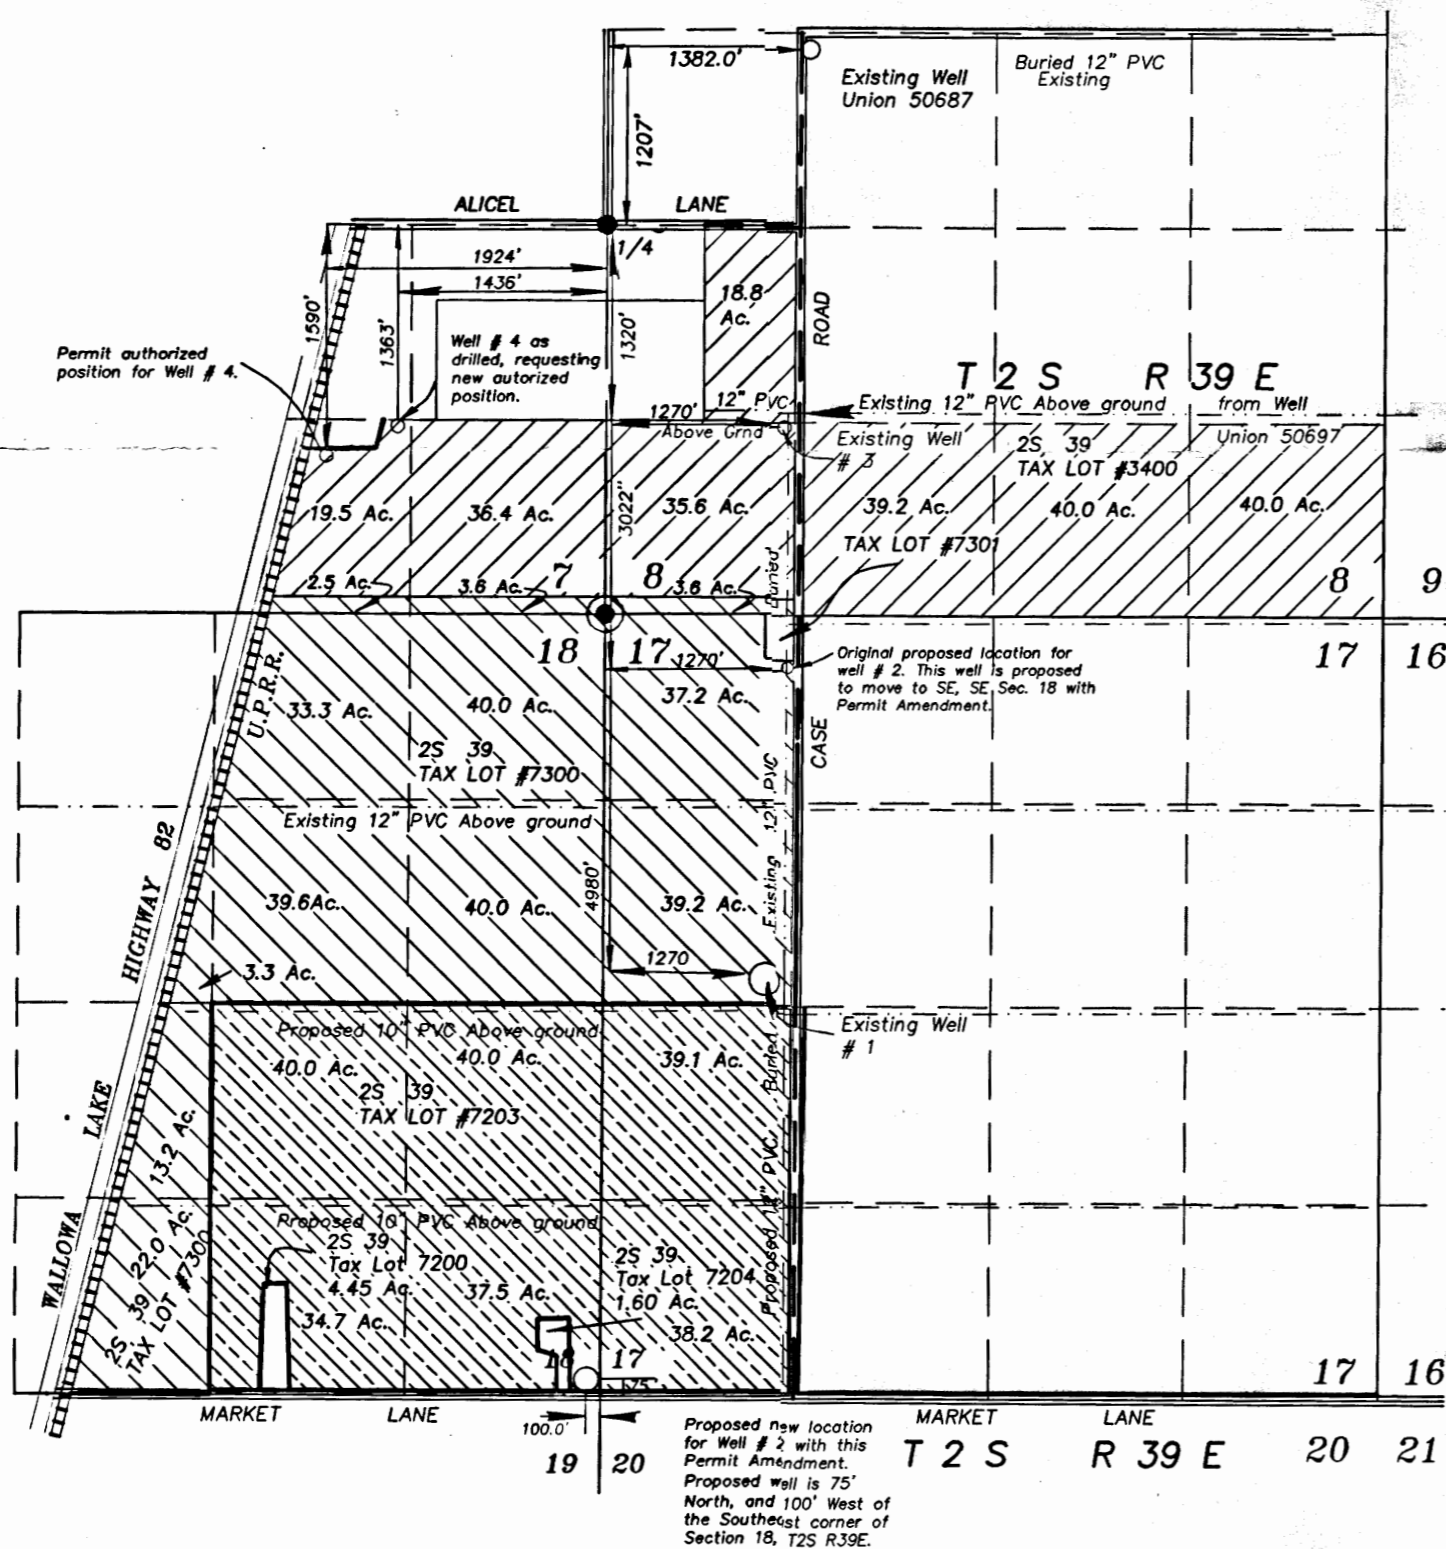 1382.0'
Existing Well
Union 50687
Buried 12" PVC
Existing
1207'
ALICEL LANE
1/4
1924'
1436'
1590'
1363'
1320'
18.8
Ac.
ROAD
Permit authorized
position for Well # 4.
Well # 4 as
drilled, requesting
new autorized
position.
T 2 S R 39 E
1270'
12" PVC
Above Grnd
Existing 12" PVC Above ground from Well
Union 50697
Existing Well
# 3
2S, 39
TAX LOT #3400
19.5 Ac.
36.4 Ac.
3022"
35.6 Ac.
39.2 Ac.
40.0 Ac.
40.0 Ac.
TAX LOT #7301
2.5 Ac.
3.6 Ac.
7
8
3.6 Ac.
Buried
8
9
18
17
1270'
Original proposed location for
well # 2. This well is proposed
to move to SE, SE Sec. 18 with
Permit Amendment.
17
16
U.P.R.R.
33.3 Ac.
40.0 Ac.
37.2 Ac.
2S 39
TAX LOT #7300
CASE
Existing 12" PVC
Existing 12" PVC Above ground
HIGHWAY 82
39.6Ac.
40.0 Ac.
4980'
39.2 Ac.
3.3 Ac.
1270
Existing Well
# 1
Proposed 10" PVC Above ground
40.0 Ac.
40.0 Ac.
39.1 Ac.
2S 39
TAX LOT #7203
Proposed 12" PVC Buried
WALLOWA LAKE
13.2 Ac.
22.0 Ac.
2S, 39
TAX LOT #7300
Proposed 10" PVC Above ground
2S 39
Tax Lot 7200
4.45 Ac.
34.7 Ac.
37.5 Ac.
2S 39
Tax Lot 7204
1.60 Ac.
38.2 Ac.
18
17
75'
17
16
MARKET LANE
100.0'
19
20
MARKET LANE
T 2 S R 39 E
20
21
Proposed new location
for Well # 2 with this
Permit Amendment.
Proposed well is 75'
North, and 100' West of
the Southeast corner of
Section 18, T2S R39E.